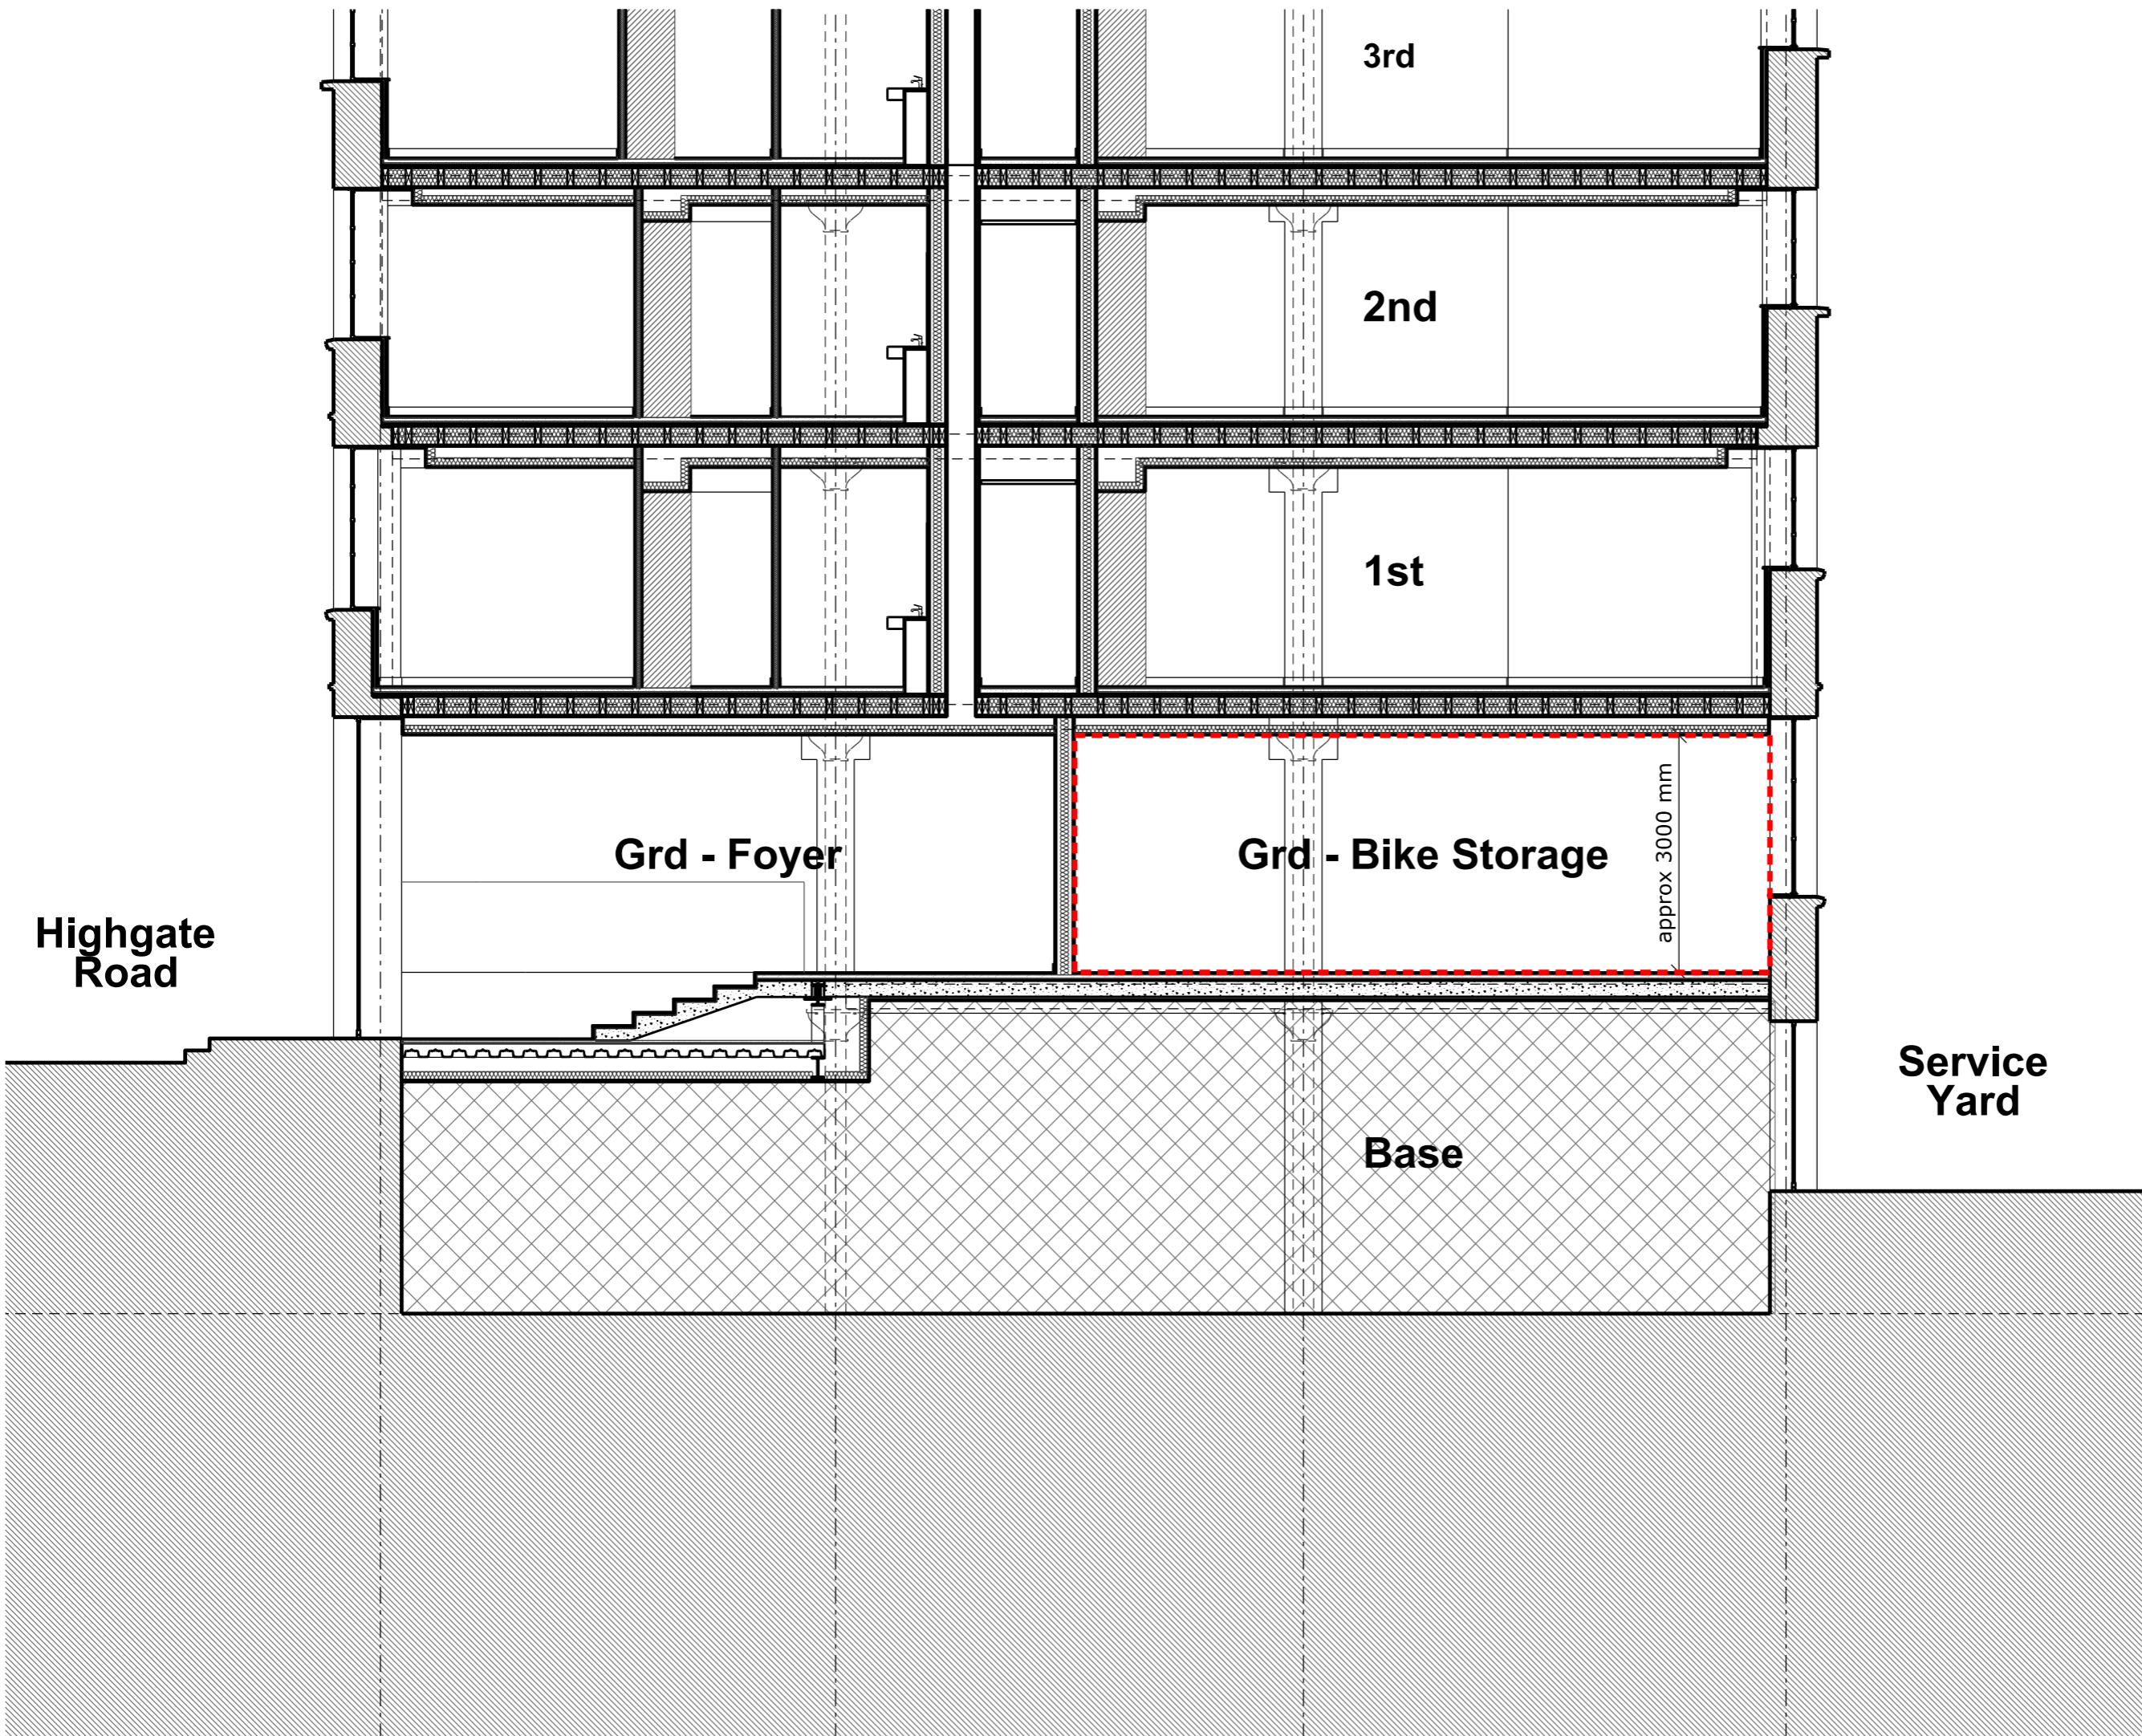 3rd
2nd
1st
Grd - Foyer
Grd - Bike Storage
approx 3000 mm
Highgate
Road
Service
Yard
Base